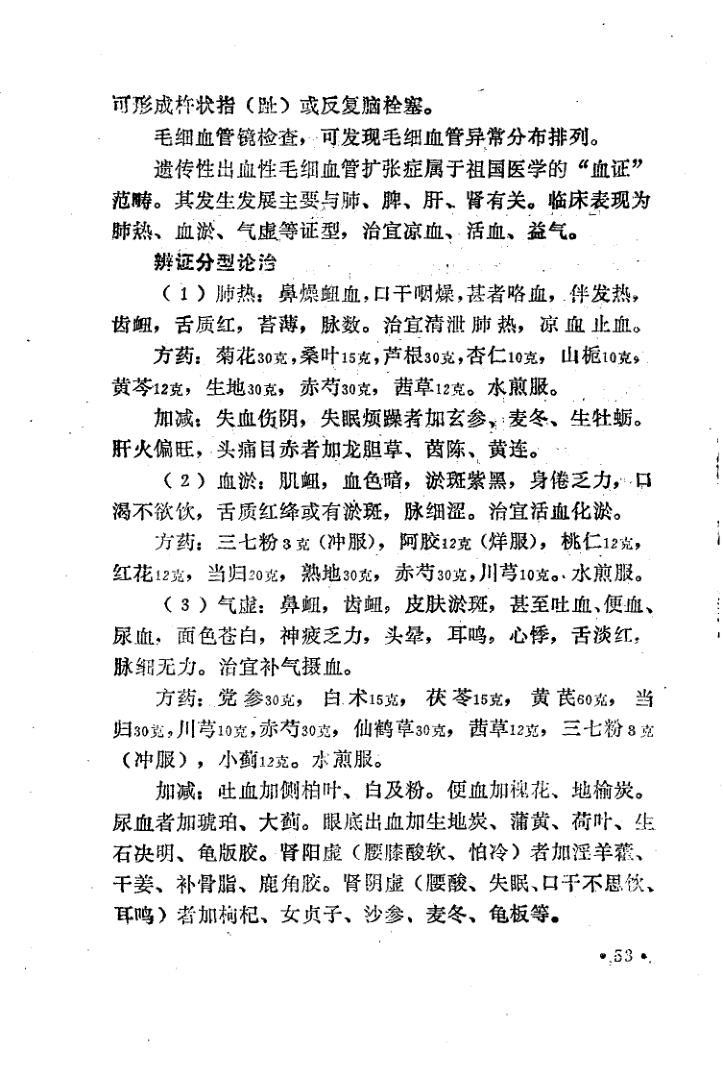 可形成杵状指（趾）或反复脑栓塞。
毛细血管镜检查，可发现毛细血管异常分布排列。
遗传性出血性毛细血管扩张症属于祖国医学的“血证”
范畴。其发生发展主要与肺、脾、肝、肾有关。临床表现为
肺热、血淤、气虚等证型，治宜凉血、活血、益气。
辨证分型论治
（1）肺热：鼻燥衄血，口干咽燥，甚者咯血，伴发热，
齿衄，舌质红，苔薄，脉数。治宜清泄肺热，凉血止血。
方药：菊花30克，桑叶15克，芦根30克，杏仁10克，山栀10克，
黄芩12克，生地30克，赤芍30克，茜草12克。水煎服。
加减：失血伤阴，失眠烦躁者加玄参、麦冬、生牡蛎。
肝火偏旺，头痛目赤者加龙胆草、茵陈、黄连。
（2）血淤：肌衄，血色暗，淤斑紫黑，身倦乏力，口
渴不欲饮，舌质红绛或有淤斑，脉细涩。治宜活血化淤。
方药：三七粉3克（冲服），阿胶12克（烊服），桃仁12克，
红花12克，当归20克，熟地30克，赤芍30克，川芎10克。水煎服。
（3）气虚：鼻衄，齿衄，皮肤淤斑，甚至吐血、便血、
尿血，面色苍白，神疲乏力，头晕，耳鸣，心悸，舌淡红，
脉细无力。治宜补气摄血。
方药：党参30克，白术15克，茯苓15克，黄芪60克，当
归30克，川芎10克，赤芍30克，仙鹤草30克，茜草12克，三七粉3克
（冲服），小蓟12克。水煎服。
加减：吐血加侧柏叶、白及粉。便血加槐花、地榆炭。
尿血者加琥珀、大蓟。眼底出血加生地炭、蒲黄、荷叶、生
石决明、龟版胶。肾阳虚（腰膝酸软、怕冷）者加淫羊藿、
干姜、补骨脂、鹿角胶。肾阴虚（腰酸、失眠、口干不思饮、
耳鸣）者加枸杞、女贞子、沙参、麦冬、龟板等。
•53•